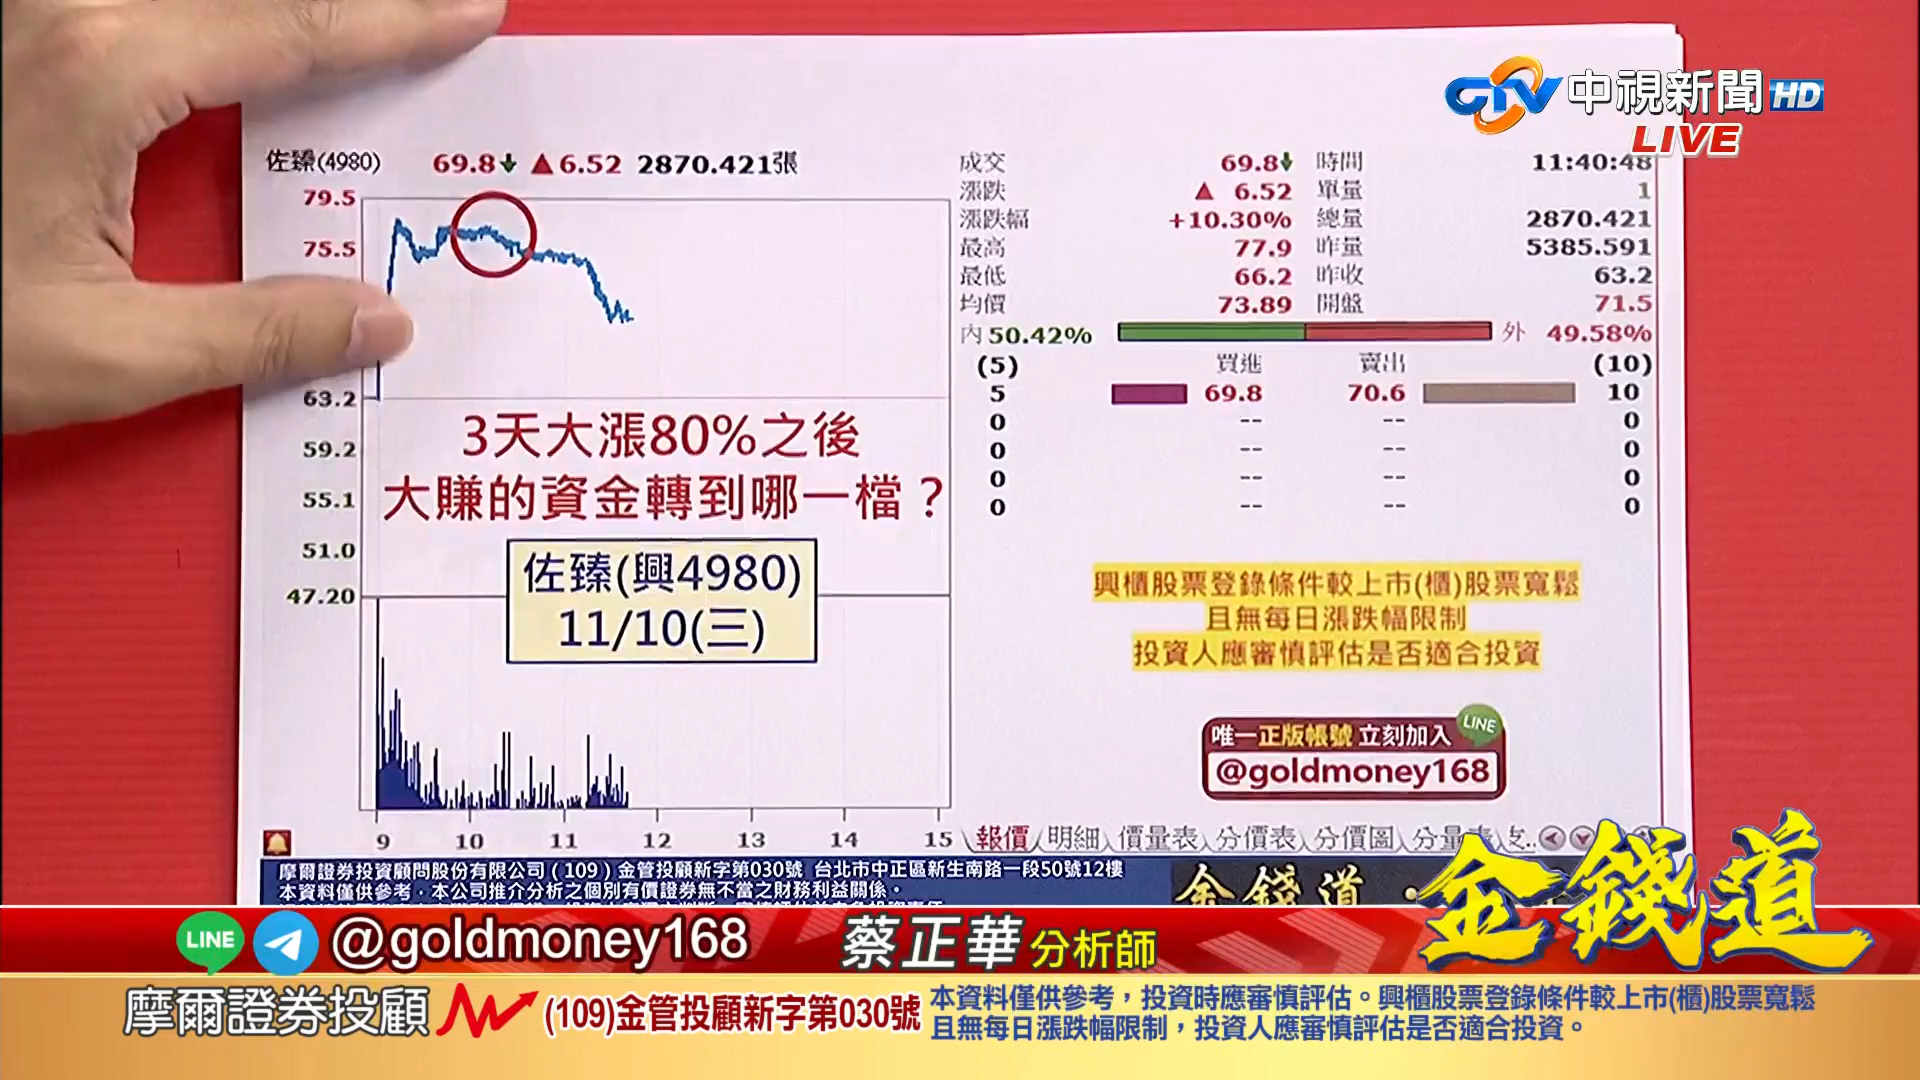 CTV 中視新聞 HD
LIVE
佐臻(4980) 69.8 ▲6.52 2870.421張
79.5
75.5
63.2
59.2
55.1
51.0
47.20
9 10 11 12 13 14 15
3天大漲80%之後
大賺的資金轉到哪一檔？
佐臻(興4980)
11/10(三)
成交 69.8 時間 11:40:48
漲跌 ▲ 6.52 單量 1
漲跌幅 +10.30% 總量 2870.421
最高 77.9 昨量 5385.591
最低 66.2 昨收 63.2
均價 73.89 開盤 71.5
內 50.42% 外 49.58%
(5) 買進 賣出 (10)
5 69.8 70.6 10
0 -- -- 0
0 -- -- 0
0 -- -- 0
0 -- -- 0
興櫃股票登錄條件較上市(櫃)股票寬鬆
且無每日漲跌幅限制
投資人應審慎評估是否適合投資
LINE
唯一正版帳號 立刻加入
@goldmoney168
報價 明細 價量表 分價表 分價圖
摩爾證券投資顧問股份有限公司（109）金管投顧新字第030號 台北市中正區新生南路一段50號12樓
本資料僅供參考，本公司推介分析之個別有價證券無不當之財務利益關係。
金錢道
金錢道
LINE @goldmoney168 蔡正華 分析師
摩爾證券投顧 (109)金管投顧新字第030號
本資料僅供參考，投資時應審慎評估。興櫃股票登錄條件較上市(櫃)股票寬鬆
且無每日漲跌幅限制，投資人應審慎評估是否適合投資。